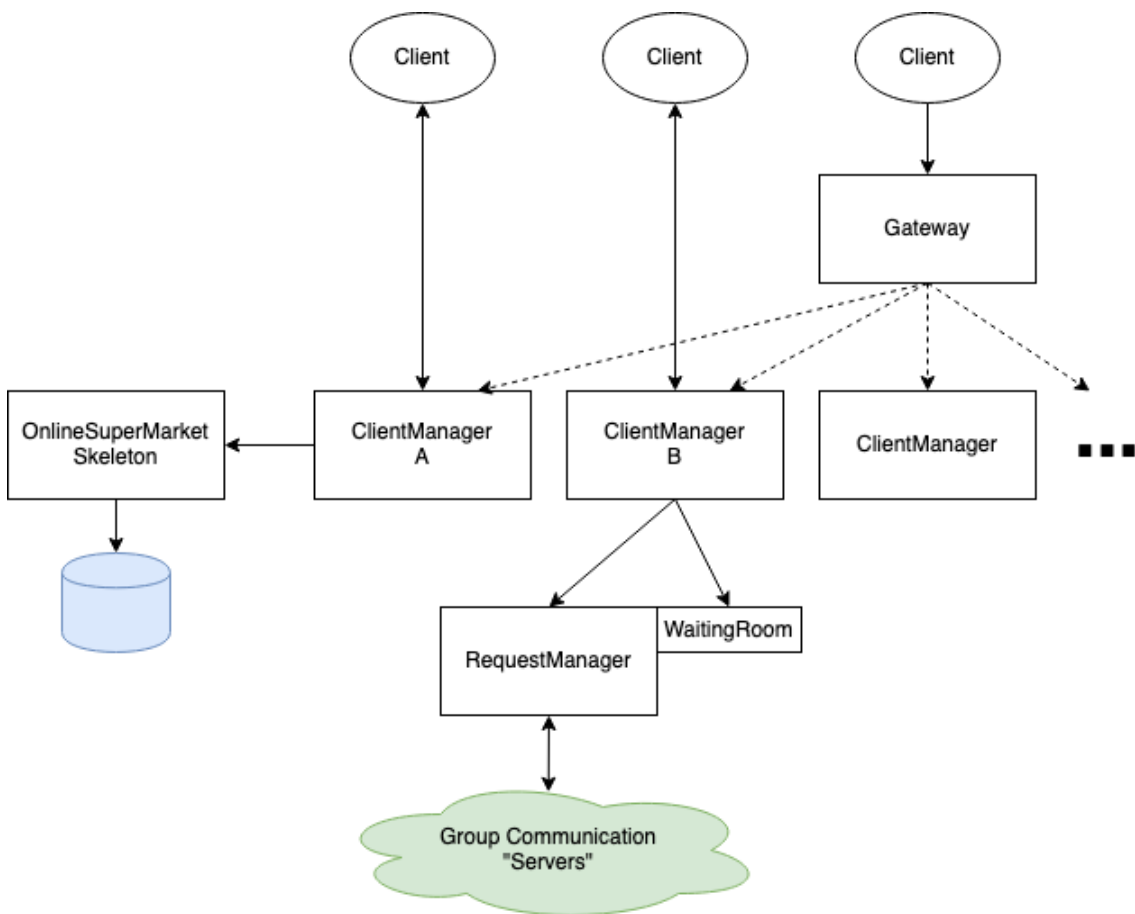 Client
Client
Client
Gateway
OnlineSuperMarket
Skeleton
ClientManager
A
ClientManager
B
ClientManager
WaitingRoom
RequestManager
Group Communication
"Servers"